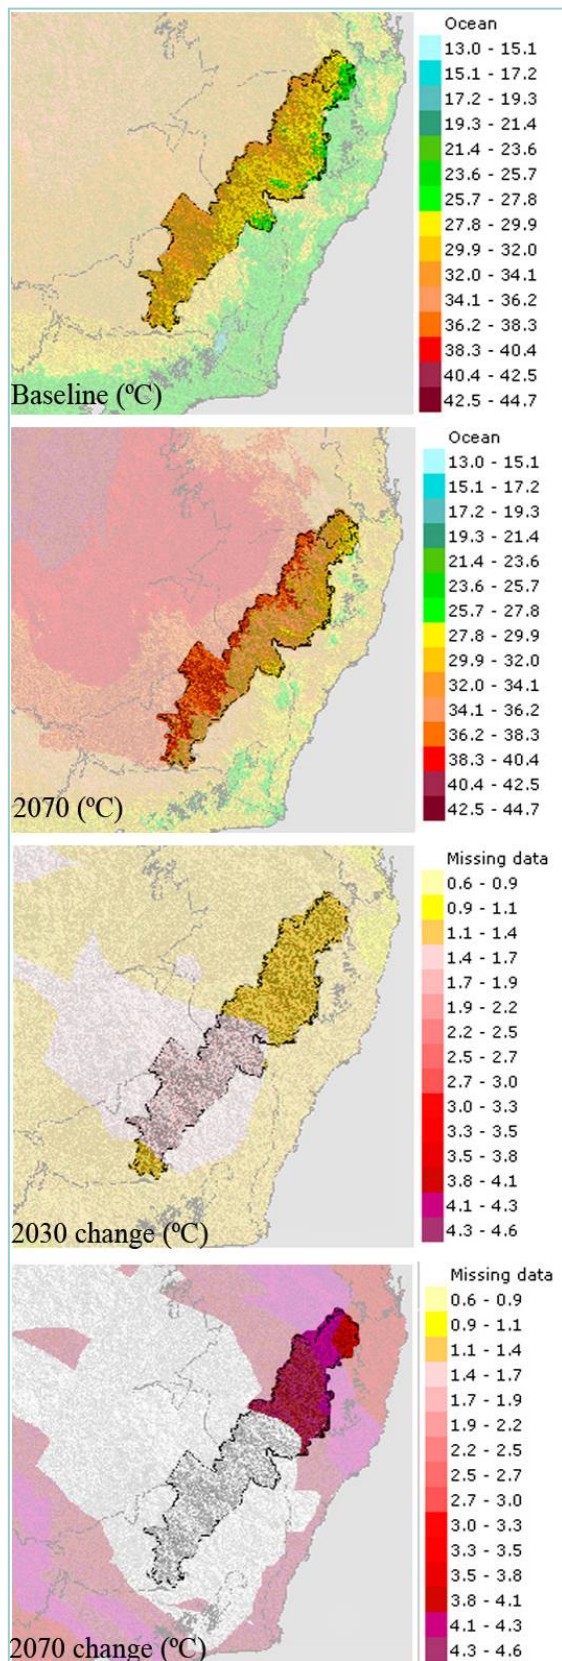 Ocean
13.0 - 15.1
15.1 - 17.2
17.2 - 19.3
19.3 - 21.4
21.4 - 23.6
23.6 - 25.7
25.7 - 27.8
27.8 - 29.9
29.9 - 32.0
32.0 - 34.1
34.1 - 36.2
36.2 - 38.3
38.3 - 40.4
40.4 - 42.5
42.5 - 44.7
Baseline (ºC)
Ocean
13.0 - 15.1
15.1 - 17.2
17.2 - 19.3
19.3 - 21.4
21.4 - 23.6
23.6 - 25.7
25.7 - 27.8
27.8 - 29.9
29.9 - 32.0
32.0 - 34.1
34.1 - 36.2
36.2 - 38.3
38.3 - 40.4
40.4 - 42.5
42.5 - 44.7
2070 (ºC)
Missing data
0.6 - 0.9
0.9 - 1.1
1.1 - 1.4
1.4 - 1.7
1.7 - 1.9
1.9 - 2.2
2.2 - 2.5
2.5 - 2.7
2.7 - 3.0
3.0 - 3.3
3.3 - 3.5
3.5 - 3.8
3.8 - 4.1
4.1 - 4.3
4.3 - 4.6
2030 change (ºC)
Missing data
0.6 - 0.9
0.9 - 1.1
1.1 - 1.4
1.4 - 1.7
1.7 - 1.9
1.9 - 2.2
2.2 - 2.5
2.5 - 2.7
2.7 - 3.0
3.0 - 3.3
3.3 - 3.5
3.5 - 3.8
3.8 - 4.1
4.1 - 4.3
4.3 - 4.6
2070 change (ºC)